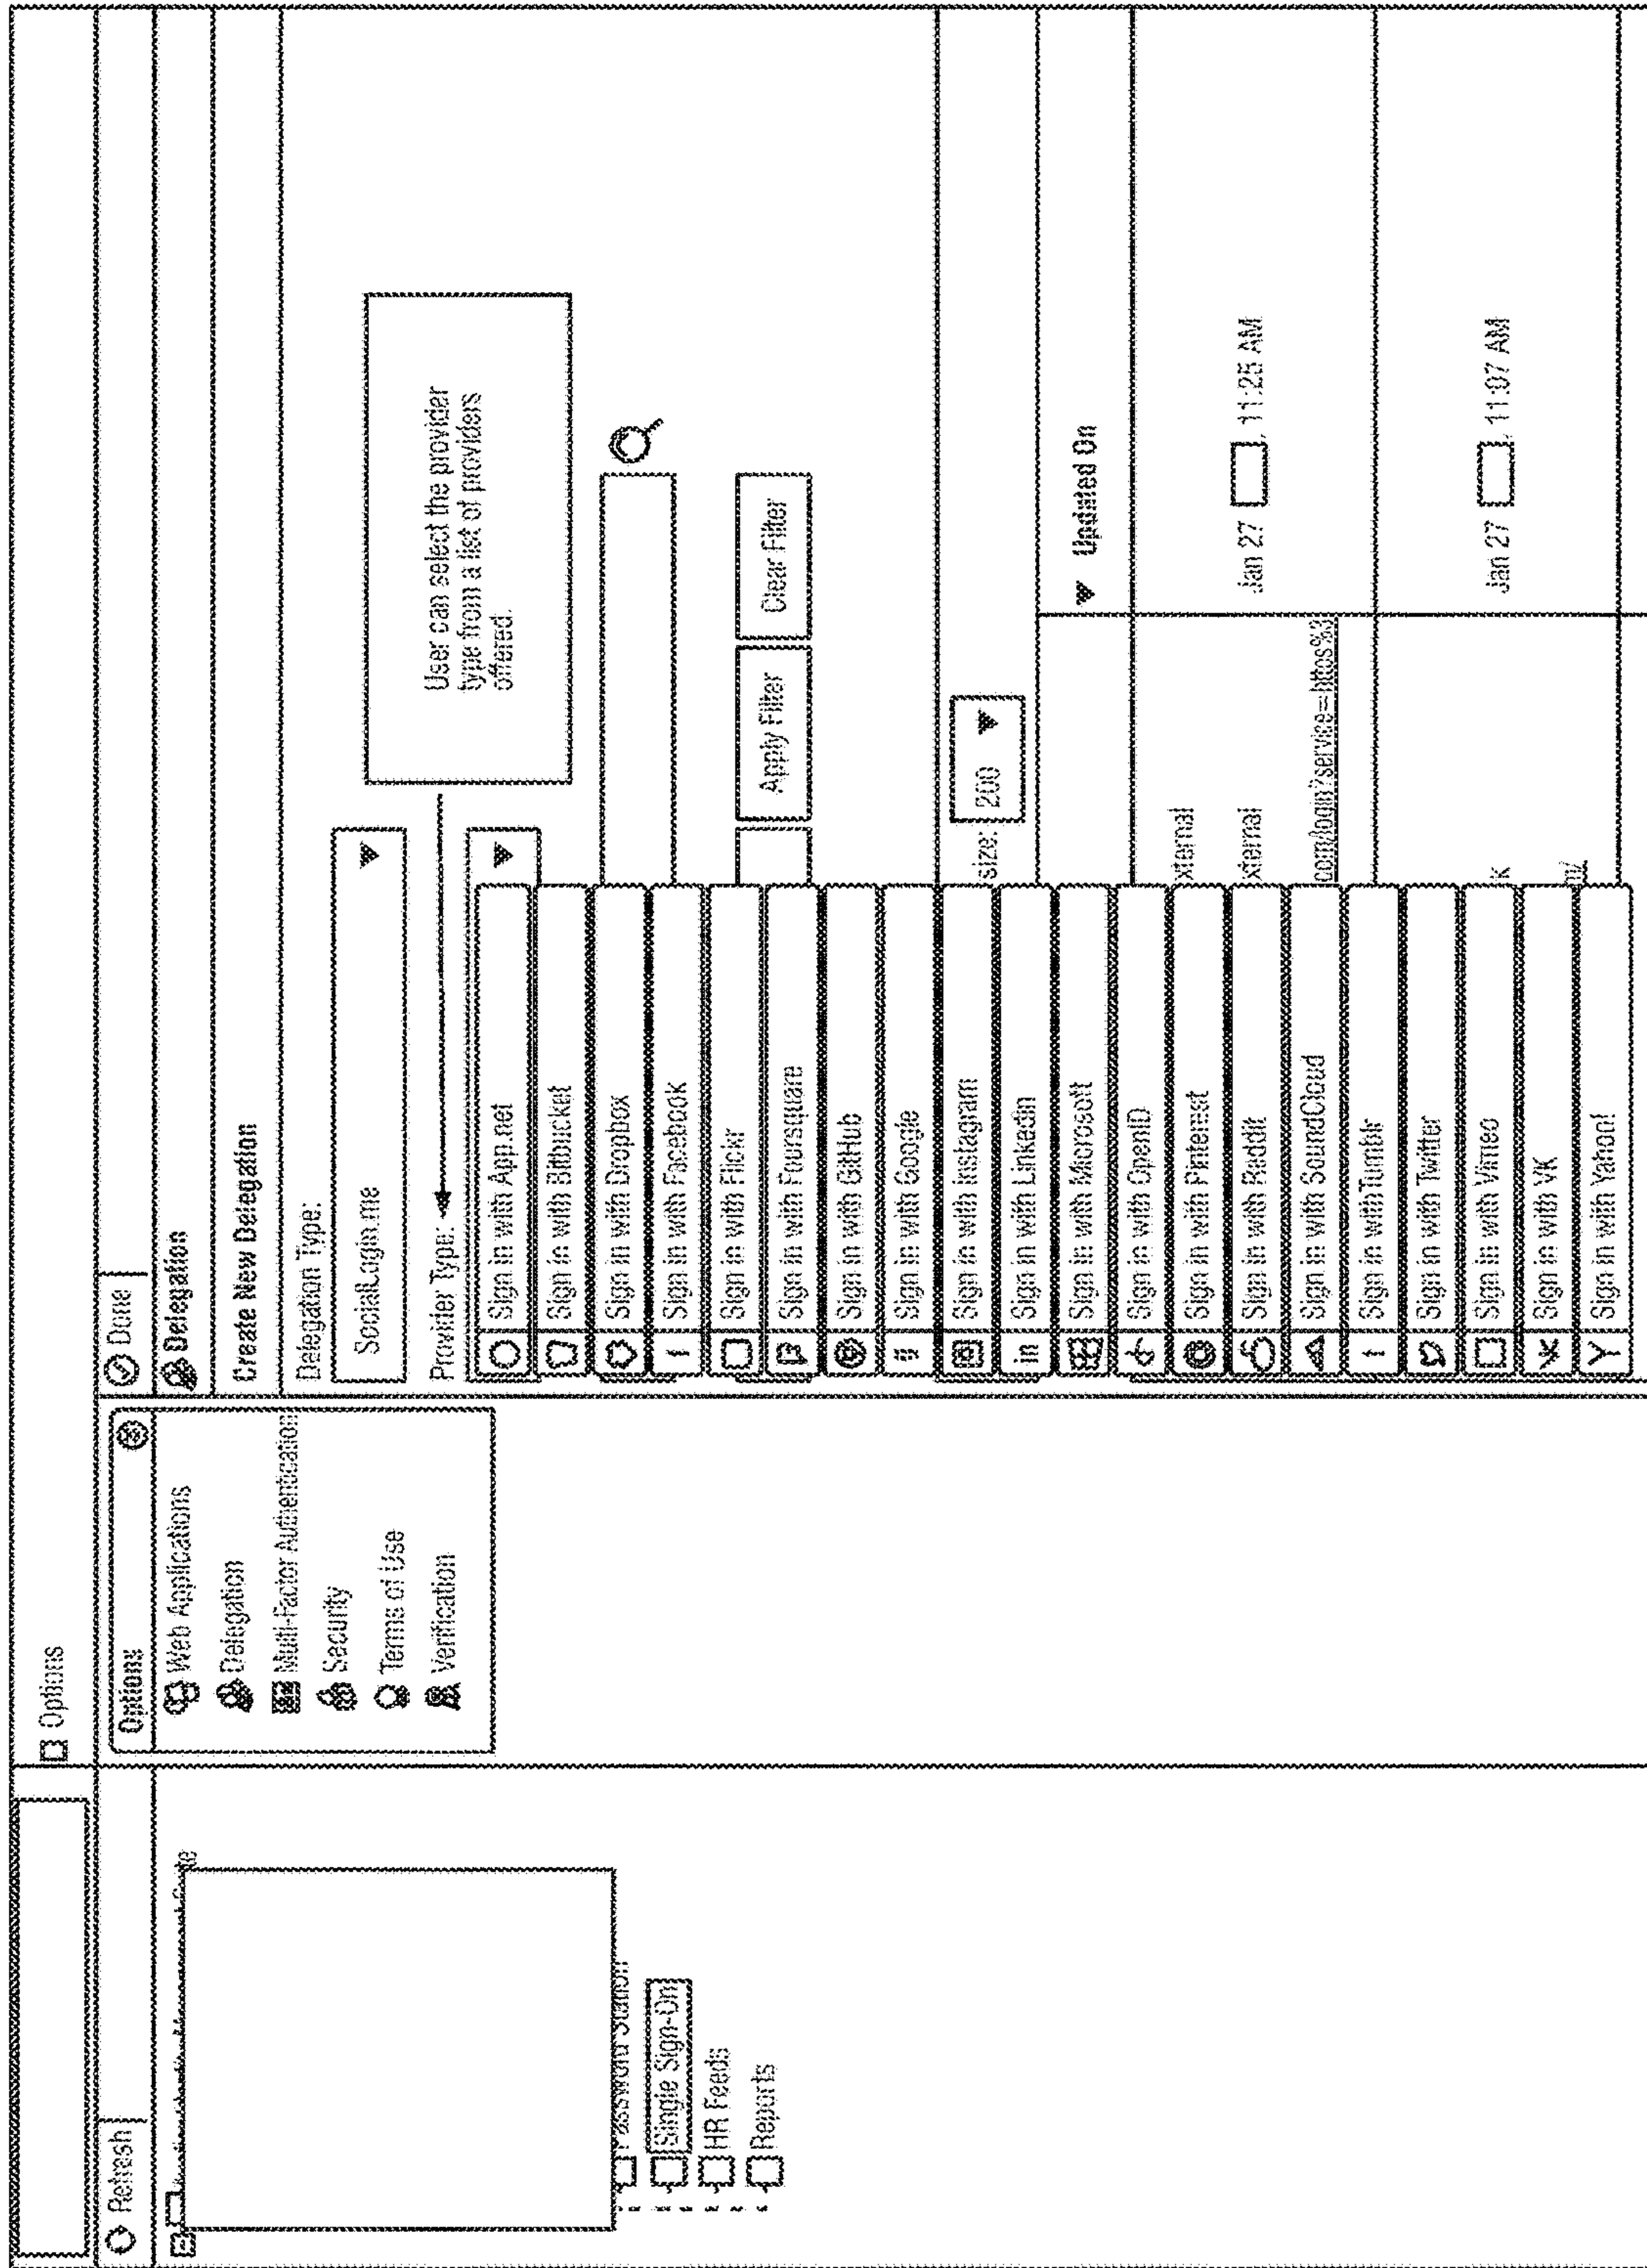 Options
Refresh
Password Station
Single Sign-On
HR Feeds
Reports
Options
Web Applications
Delegation
Multi-Factor Authentication
Security
Terms of Use
Verification
Done
Delegation
Create New Delegation
Delegation Type:
SocialLogin.me
Provider Type:
User can select the provider
type from a list of providers
offered.
Sign in with App.net
Sign in with Bitbucket
Sign in with Dropbox
f Sign in with Facebook
Sign in with Flickr
Sign in with Foursquare
Sign in with GitHub
Sign in with Google
Sign in with Instagram
in Sign in with LinkedIn
Sign in with Microsoft
Sign in with OpenID
Sign in with Pinterest
Sign in with Reddit
Sign in with SoundCloud
t Sign in withTumblr
Sign in with Twitter
Sign in with Vimeo
Sign in with VK
Y Sign in with Yahoo!
Apply Filter
Clear Filter
size: 200
Updated On
xternal
xternal
Jan 27 , 11:25 AM
k
Jan 27 , 11:07 AM